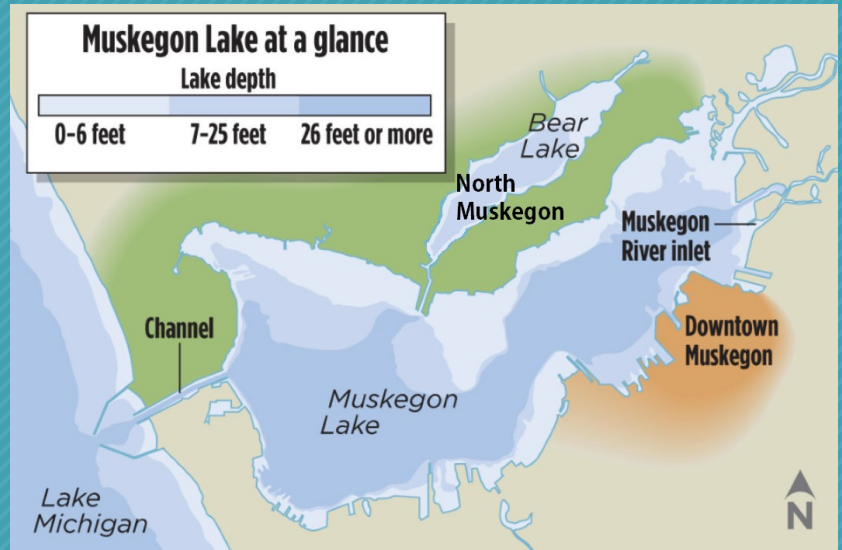 Muskegon Lake at a glance
Lake depth
0–6 feet 7–25 feet 26 feet or more
Bear
Lake
North
Muskegon
Muskegon
River inlet
Channel
Downtown
Muskegon
Muskegon
Lake
Lake
Michigan
N